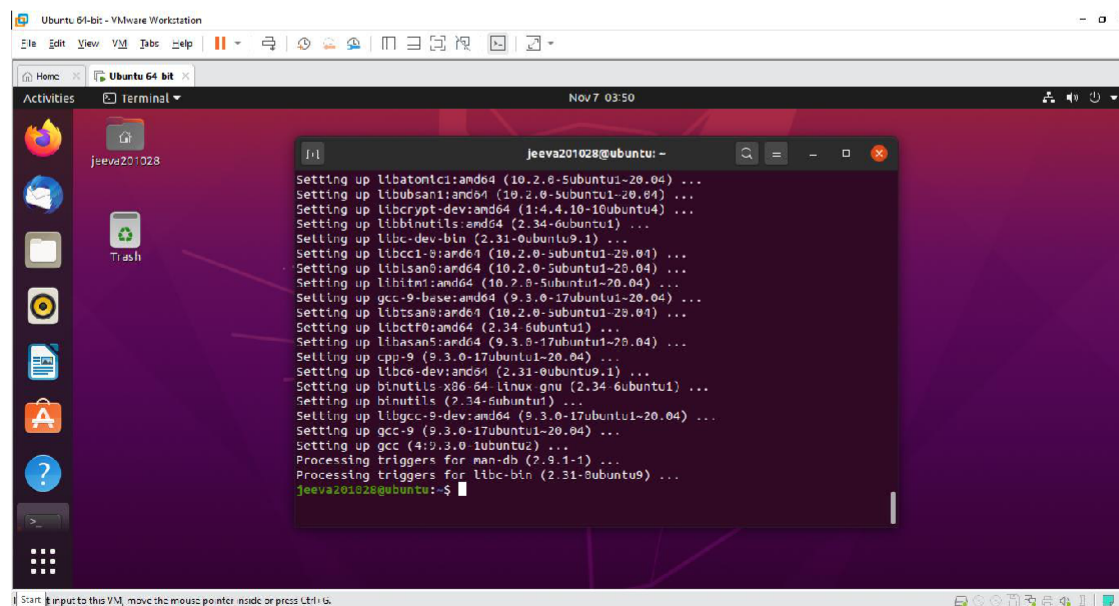 Ubuntu 64-bit - VMware Workstation
File Edit View VM Tabs Help
Home
Ubuntu 64-bit
Activities
Terminal
Nov 7 03:50
jeeva201028
Trash
jeeva201028@ubuntu: ~
Setting up libatomic1:amd64 (10.2.0-5ubuntu1~20.04) ...
Setting up libubsan1:amd64 (10.2.0-5ubuntu1~20.04) ...
Setting up libcrypt-dev:amd64 (1:4.4.10-10ubuntu4) ...
Setting up libbinutils:amd64 (2.34-6ubuntu1) ...
Setting up libc-dev-bin (2.31-0ubuntu9.1) ...
Setting up libcc1-0:amd64 (10.2.0-5ubuntu1~20.04) ...
Setting up liblsan0:amd64 (10.2.0-5ubuntu1~20.04) ...
Setting up libitm1:amd64 (10.2.0-5ubuntu1~20.04) ...
Setting up gcc-9-base:amd64 (9.3.0-17ubuntu1~20.04) ...
Setting up libtsan0:amd64 (10.2.0-5ubuntu1~20.04) ...
Setting up libctf0:amd64 (2.34-6ubuntu1) ...
Setting up libasan5:amd64 (9.3.0-17ubuntu1~20.04) ...
Setting up cpp-9 (9.3.0-17ubuntu1~20.04) ...
Setting up libc6-dev:amd64 (2.31-0ubuntu9.1) ...
Setting up binutils-x86-64-linux-gnu (2.34-6ubuntu1) ...
Setting up binutils (2.34-6ubuntu1) ...
Setting up libgcc-9-dev:amd64 (9.3.0-17ubuntu1~20.04) ...
Setting up gcc-9 (9.3.0-17ubuntu1~20.04) ...
Setting up gcc (4:9.3.0-1ubuntu2) ...
Processing triggers for man-db (2.9.1-1) ...
Processing triggers for libc-bin (2.31-0ubuntu9) ...
jeeva201028@ubuntu:~$
Start
input to this VM, move the mouse pointer inside or press Ctrl+G.